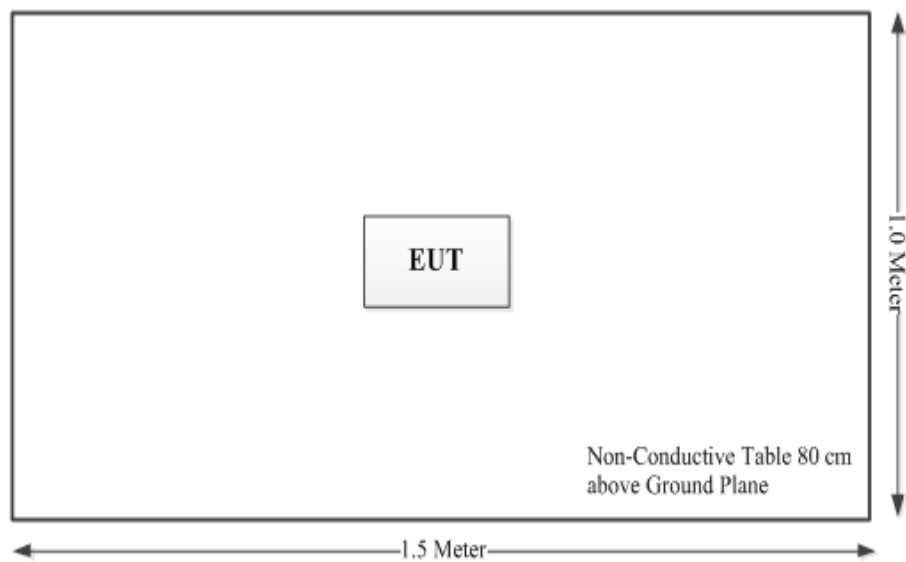 EUT
1.0 Meter
Non-Conductive Table 80 cm
above Ground Plane
1.5 Meter